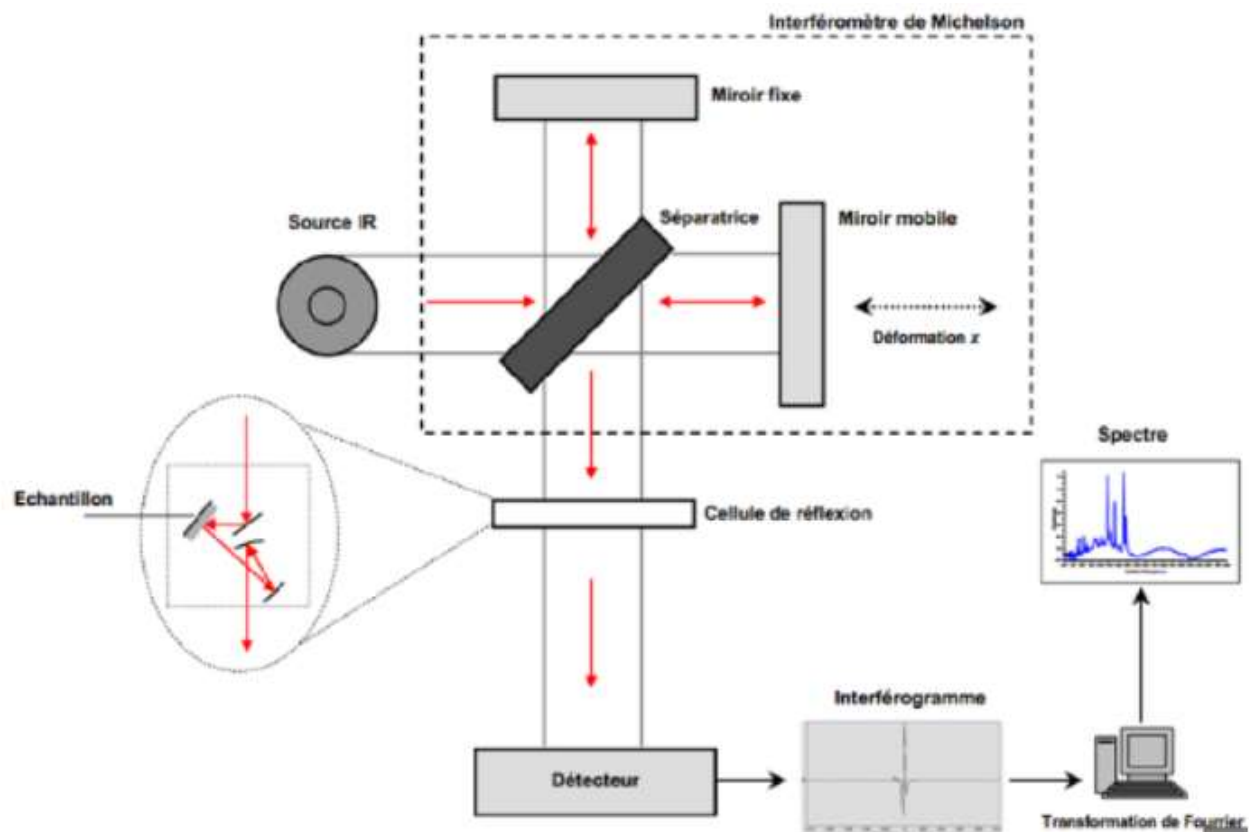 Interféromètre de Michelson
Miroir fixe
Source IR
Séparatrice
Miroir mobile
Déformation x
Spectre
Echantillon
Cellule de réflexion
Interférogramme
Détecteur
Transformation de Fourrier